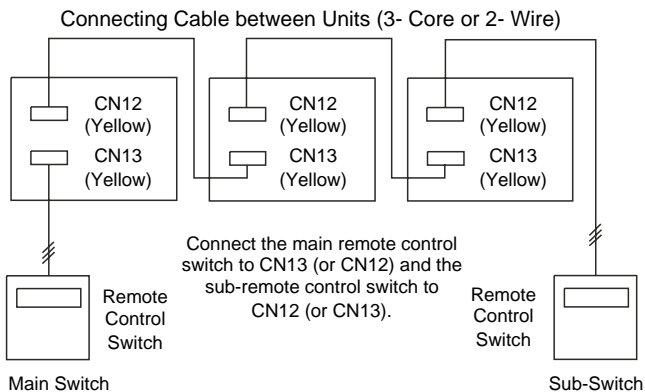 Connecting Cable between Units (3- Core or 2- Wire)
CN12
(Yellow)
CN13
(Yellow)
CN12
(Yellow)
CN13
(Yellow)
CN12
(Yellow)
CN13
(Yellow)
Connect the main remote control
switch to CN13 (or CN12) and the
sub-remote control switch to
CN12 (or CN13).
Remote
Control
Switch
Main Switch
Remote
Control
Switch
Sub-Switch